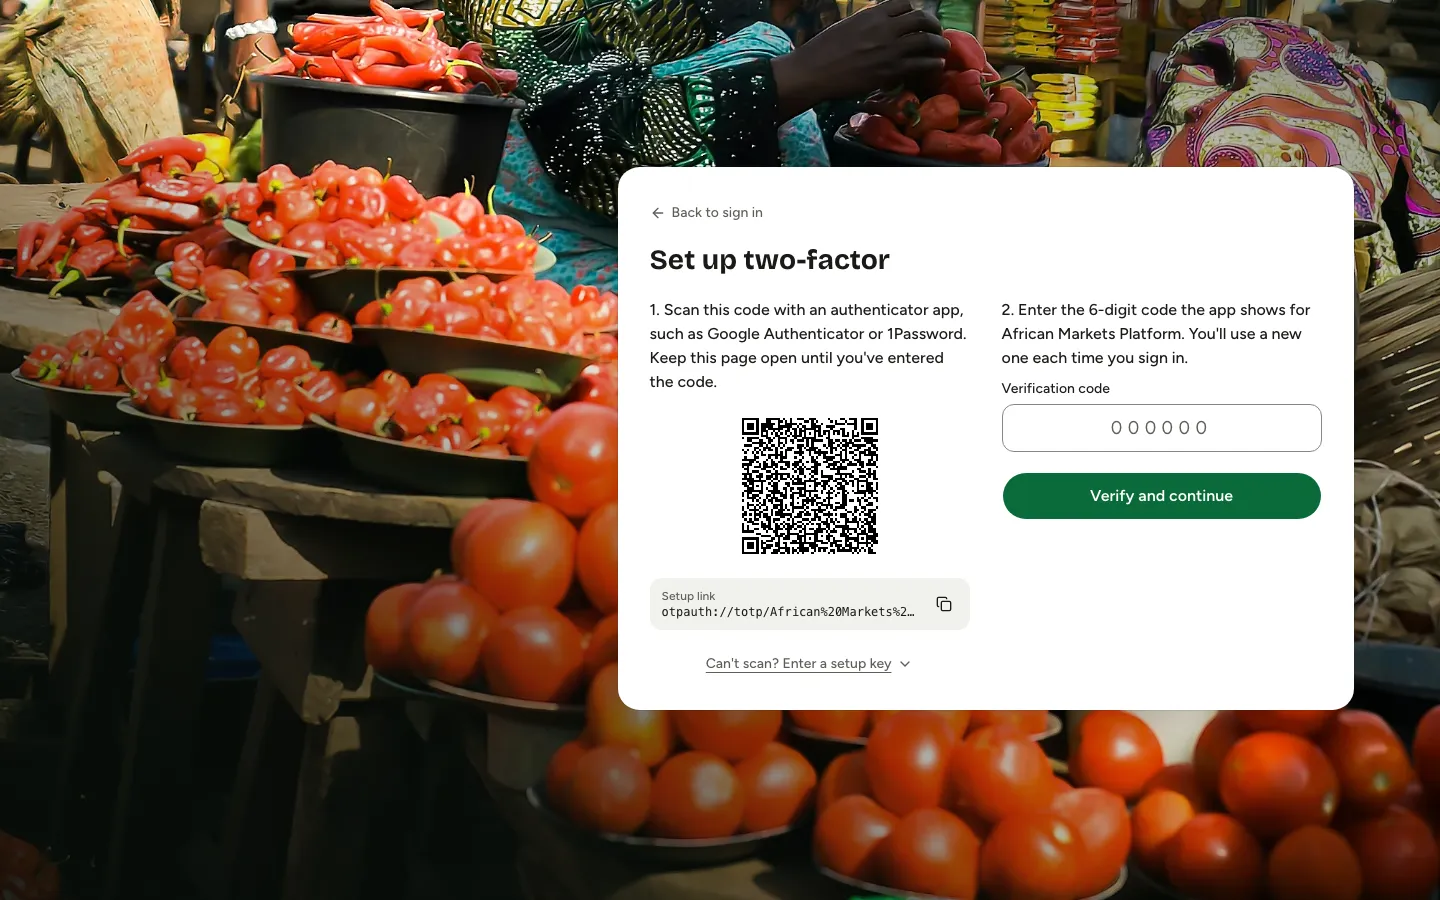 Back to sign in
Set up two-factor
1. Scan this code with an authenticator app,
such as Google Authenticator or 1Password.
Keep this page open until you've entered
the code.
Setup link
otpauth://totp/African%20Markets%2…
Can't scan? Enter a setup key
2. Enter the 6-digit code the app shows for
African Markets Platform. You'll use a new
one each time you sign in.
Verification code
000000
Verify and continue